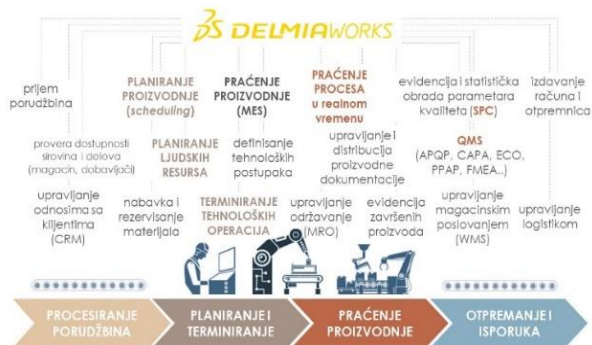 DELMIAWORKS
prijem
porudžbina
PLANIRANJE
PROIZVODNJE
(scheduling)
PRAĆENJE
PROIZVODNJE
(MES)
PRAĆENJE
PROCESA
u realnom
vremenu
evidencija i statistička
obrada parametara
kvaliteta (SPC)
izdavanje
računa i
otpremnica
provera dostupnosti
sirovina i delova
(magacin, dobavljači)
PLANIRANJE
LJUDSKIH
RESURSA
definisanje
tehnoloških
postupaka
upravljanje i
distribucija
proizvodne
dokumentacije
QMS
(APQP, CAPA, ECO,
PPAP, FMEA..)
upravljanje
odnosima sa
klijentima
(CRM)
nabavka i
rezervisanje
materijala
TERMINIRANJE
TEHNOLOŠKIH
OPERACIJA
upravljanje
održavanje
(MRO)
evidencija
završenih
proizvoda
upravljanje
magacinskim
poslovanjem
(WMS)
upravljanje
logistikom
PROCESIRANJE
PORUDŽBINA
PLANIRANJE I
TERMINIRANJE
PRAĆENJE
PROIZVODNJE
OTPREMANJE I
ISPORUKA